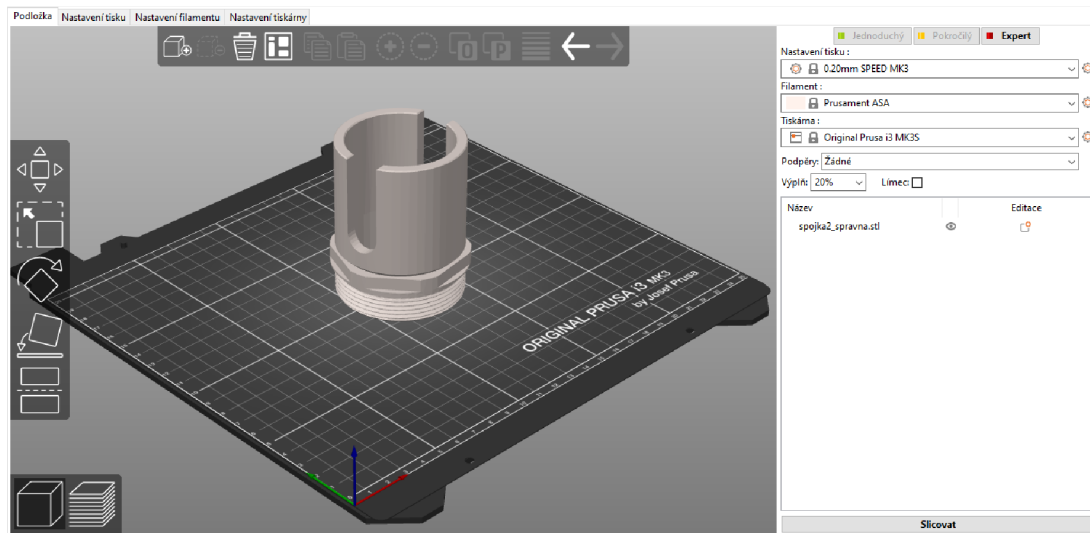 Podložka Nastavení tisku Nastavení filamentu Nastavení tiskárny
Jednoduchý Pokročilý Expert
Nastavení tisku :
0.20mm SPEED MK3
Filament :
Prusament ASA
Tiskárna :
Original Prusa i3 MK3S
Podpěry: Žádné
Výplň: 20% Límec:
Název Editace
spojka2_spravna.stl
ORIGINAL PRUSA i3 MK3
by Josef Prusa
Slicovat